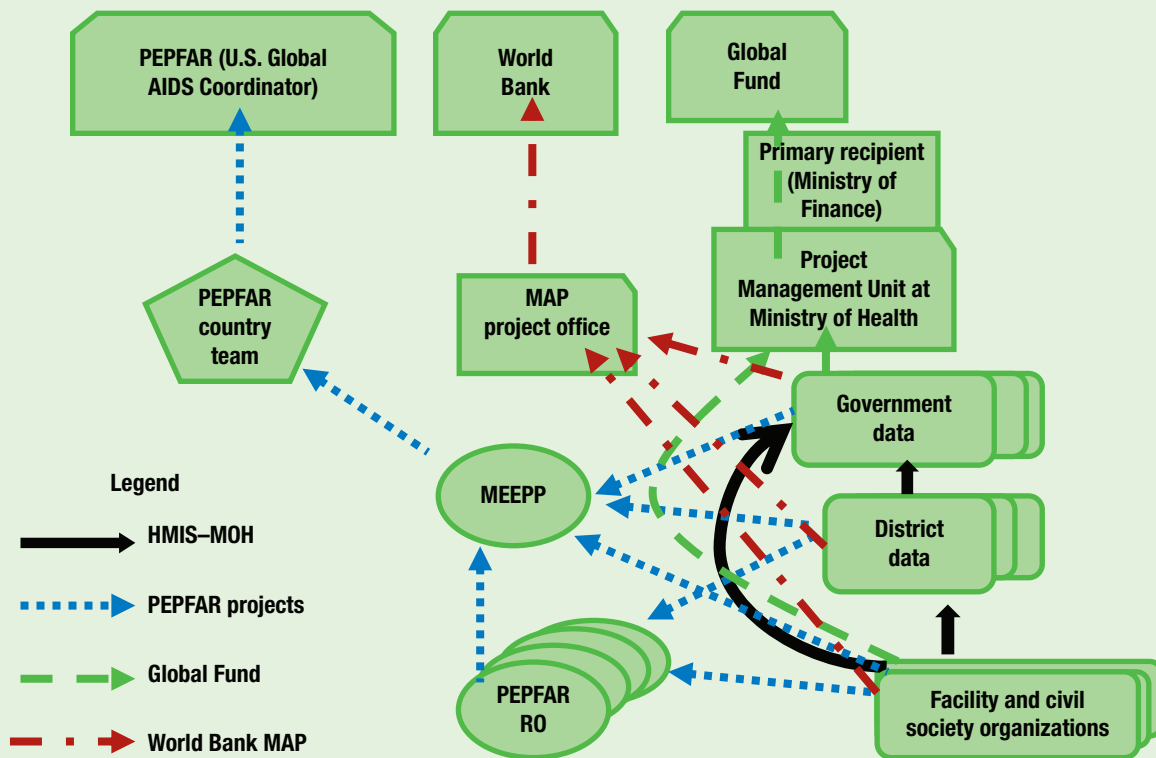 PEPFAR (U.S. Global
AIDS Coordinator)
World
Bank
Global
Fund
Primary recipient
(Ministry of
Finance)
Project
Management Unit at
Ministry of Health
PEPFAR
country
team
MAP
project office
Government
data
MEEPP
District
data
PEPFAR
RO
Facility and civil
society organizations
Legend
HMIS–MOH
PEPFAR projects
Global Fund
World Bank MAP